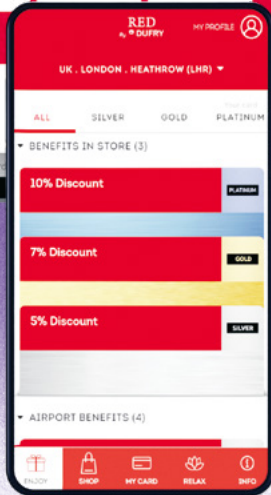 RED
By DUFRY
MY PROFILE
UK . LONDON . HEATHROW (LHR)
ALL SILVER GOLD PLATINUM
BENEFITS IN STORE (3)
10% Discount
PLATINUM
7% Discount
GOLD
5% Discount
SILVER
AIRPORT BENEFITS (4)
ENJOY SHOP MY CARD RELAX INFO